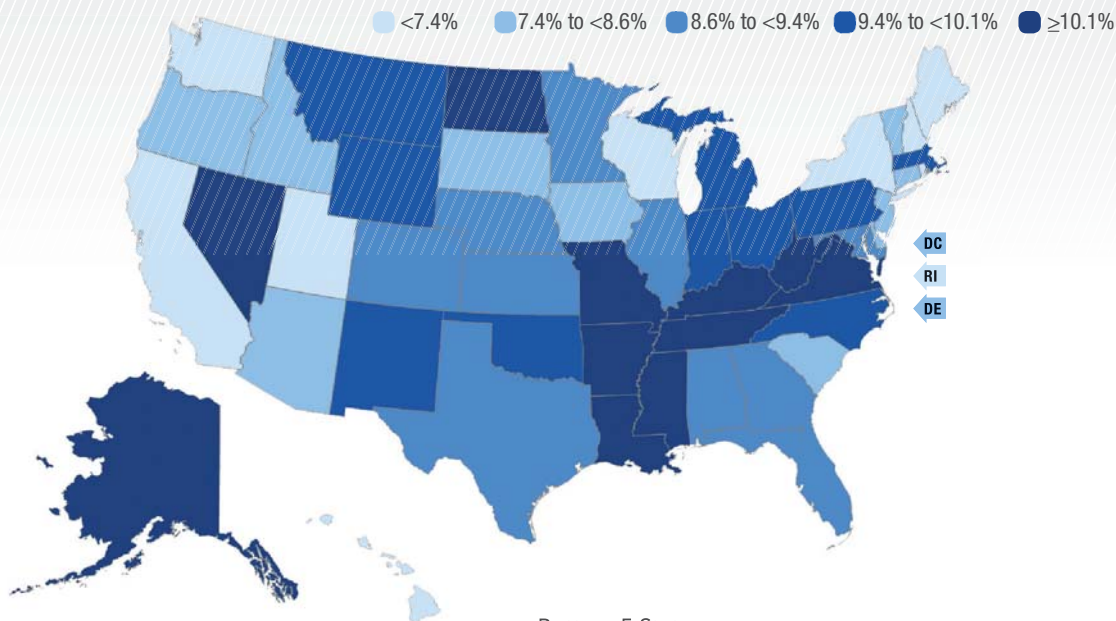 <7.4% 7.4% to <8.6% 8.6% to <9.4% 9.4% to <10.1% ≥10.1%
DC
RI
DE